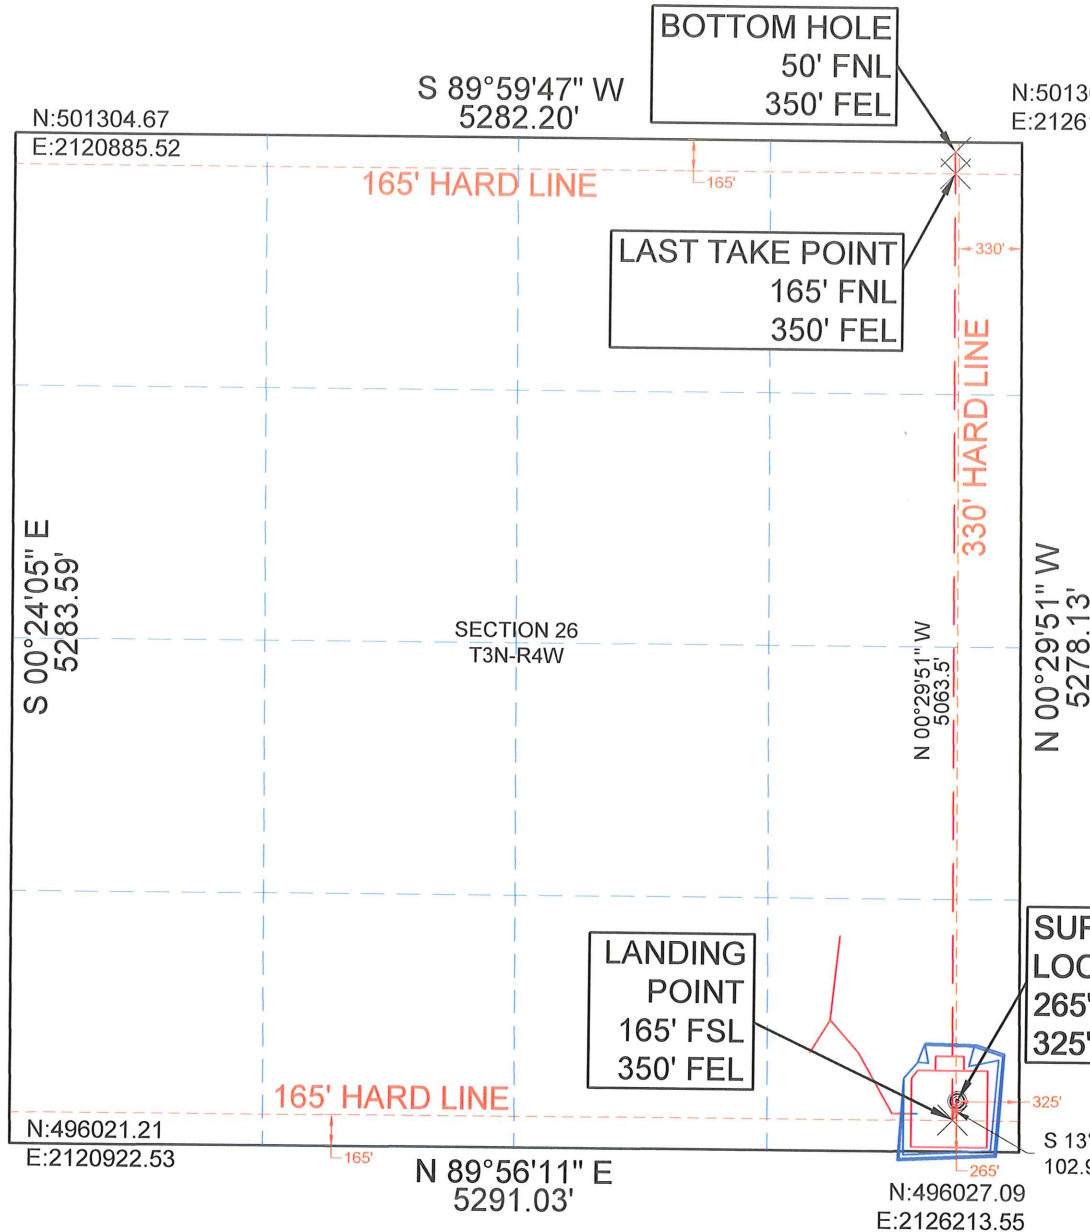 BOTTOM HOLE
50' FNL
350' FEL
S 89°59'47" W
5282.20'
N:501304.67
E:2120885.52
165' HARD LINE
165'
LAST TAKE POINT
165' FNL
350' FEL
330'
330' HARD LINE
S 00°24'05" E
5283.59'
SECTION 26
T3N-R4W
N 00°29'51" W
5063.5'
N 00°29'51" W
5278.13'
LANDING
POINT
165' FSL
350' FEL
265'
325'
165' HARD LINE
325'
N:496021.21
E:2120922.53
165'
N 89°56'11" E
5291.03'
265'
N:496027.09
E:2126213.55